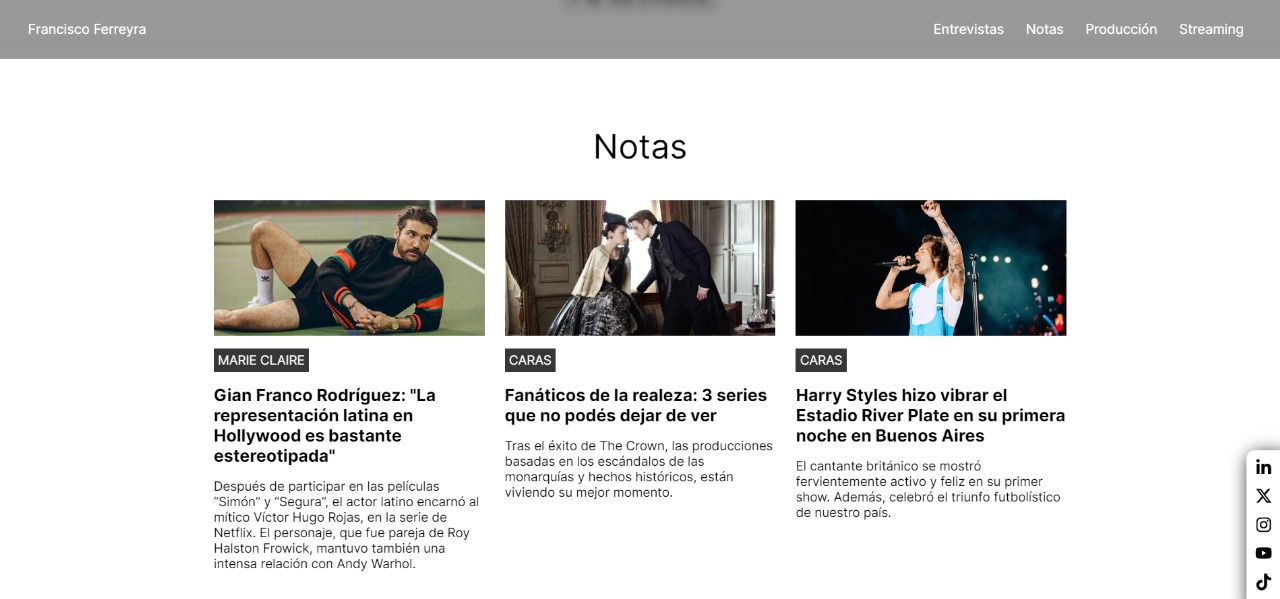 Francisco Ferreyra
Entrevistas
Notas
Producción
Streaming
Notas
MARIE CLAIRE
Gian Franco Rodríguez: "La
representación latina en
Hollywood es bastante
estereotipada"
Después de participar en las películas
“Simón” y “Segura”, el actor latino encarnó al
mítico Víctor Hugo Rojas, en la serie de
Netflix. El personaje, que fue pareja de Roy
Halston Frowick, mantuvo también una
intensa relación con Andy Warhol.
CARAS
Fanáticos de la realeza: 3 series
que no podés dejar de ver
Tras el éxito de The Crown, las producciones
basadas en los escándalos de las
monarquías y hechos históricos, están
viviendo su mejor momento.
CARAS
Harry Styles hizo vibrar el
Estadio River Plate en su primera
noche en Buenos Aires
El cantante británico se mostró
fervientemente activo y feliz en su primer
show. Además, celebró el triunfo futbolístico
de nuestro país.